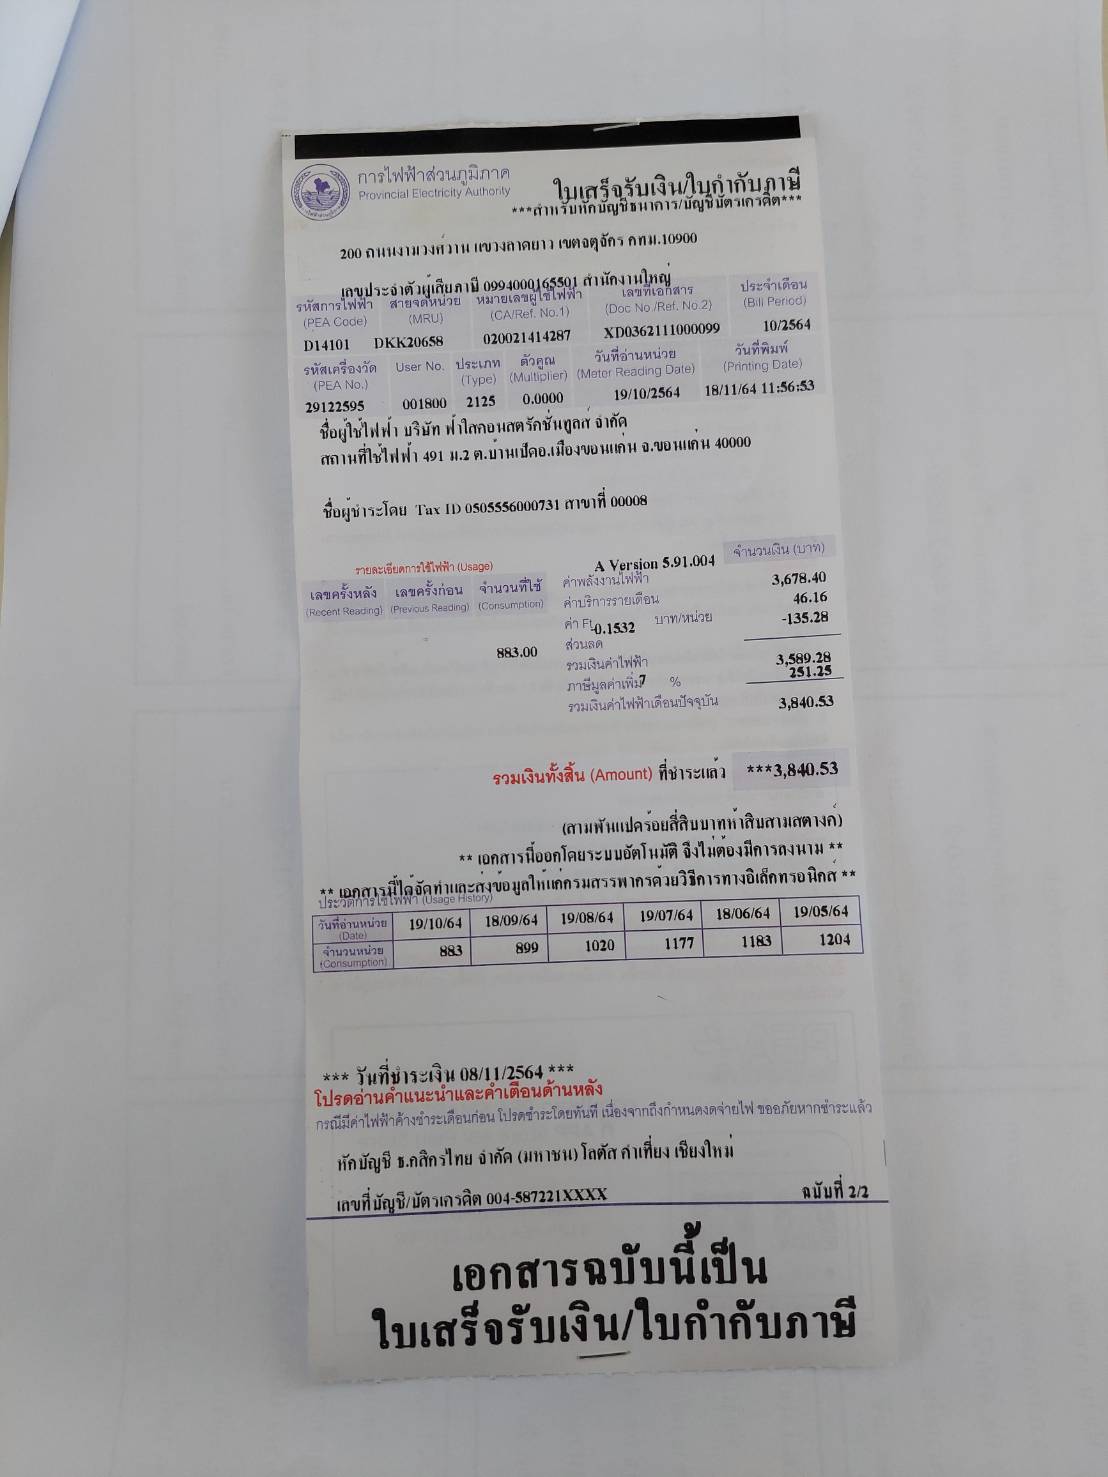 การไฟฟ้าส่วนภูมิภาค
Provincial Electricity Authority
ใบเสร็จรับเงิน/ใบกำกับภาษี
***สำหรับหักบัญชีธนาคาร/บัญชีบัตรเครดิต***
200 ถนนงามวงศ์วาน แขวงลาดยาว เขตจตุจักร กทม.10900
เลขประจำตัวผู้เสียภาษี 0994000165501 สำนักงานใหญ่
รหัสการไฟฟ้า สายจดหน่วย หมายเลขผู้ใช้ไฟฟ้า เลขที่เอกสาร ประจำเดือน
(PEA Code) (MRU) (CA/Ref. No.1) (Doc No./Ref. No.2) (Bill Period)
D14101 DKK20658 020021414287 XD0362111000099 10/2564
รหัสเครื่องวัด User No. ประเภท ตัวคูณ วันที่อ่านหน่วย วันที่พิมพ์
(PEA No.) (Type) (Multiplier) (Meter Reading Date) (Printing Date)
29122595 001800 2125 0.0000 19/10/2564 18/11/64 11:56:53
ชื่อผู้ใช้ไฟฟ้า บริษัท ฟ้าใสคอนสตรักชั่นทูลส์ จำกัด
สถานที่ใช้ไฟฟ้า 491 ม.2 ต.บ้านเป็ดอ.เมืองขอนแก่น จ.ขอนแก่น 40000
ชื่อผู้ชำระโดย Tax ID 0505556000731 สาขาที่ 00008
รายละเอียดการใช้ไฟฟ้า (Usage)
A Version 5.91.004 จำนวนเงิน (บาท)
เลขครั้งหลัง เลขครั้งก่อน จำนวนที่ใช้
(Recent Reading) (Previous Reading) (Consumption)
883.00
ค่าพลังงานไฟฟ้า 3,678.40
ค่าบริการรายเดือน 46.16
ค่า Ft -0.1532 บาท/หน่วย -135.28
ส่วนลด
รวมเงินค่าไฟฟ้า 3,589.28
ภาษีมูลค่าเพิ่ม 7 % 251.25
รวมเงินค่าไฟฟ้าเดือนปัจจุบัน 3,840.53
รวมเงินทั้งสิ้น (Amount) ที่ชำระแล้ว ***3,840.53
(สามพันแปดร้อยสี่สิบบาทห้าสิบสามสตางค์)
** เอกสารนี้ออกโดยระบบอัตโนมัติ จึงไม่ต้องมีการลงนาม **
** เอกสารนี้ได้จัดทำและส่งข้อมูลให้แก่กรมสรรพากรด้วยวิธีการทางอิเล็กทรอนิกส์ **
ประวัติการใช้ไฟฟ้า (Usage History)
วันที่อ่านหน่วย (Date) 19/10/64 18/09/64 19/08/64 19/07/64 18/06/64 19/05/64
จำนวนหน่วย (Consumption) 883 899 1020 1177 1183 1204
*** วันที่ชำระเงิน 08/11/2564 ***
โปรดอ่านคำแนะนำและคำเตือนด้านหลัง
กรณีมีค่าไฟฟ้าค้างชำระเดือนก่อน โปรดชำระโดยทันที เนื่องจากถึงกำหนดงดจ่ายไฟ ขออภัยหากชำระแล้ว
หักบัญชี ธ.กสิกรไทย จำกัด (มหาชน) โลตัส คำเที่ยง เชียงใหม่
เลขที่บัญชี/บัตรเครดิต 004-587221XXXX ฉบับที่ 2/2
เอกสารฉบับนี้เป็น
ใบเสร็จรับเงิน/ใบกำกับภาษี